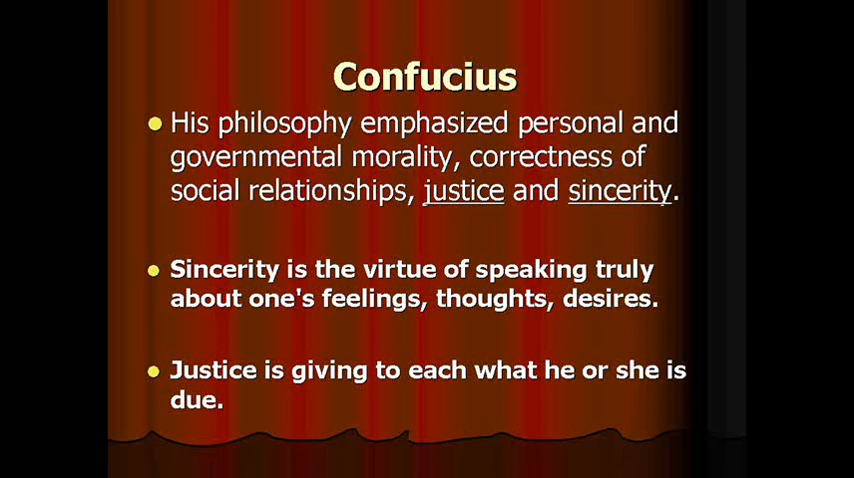 Confucius
His philosophy emphasized personal and
governmental morality, correctness of
social relationships, justice and sincerity.
Sincerity is the virtue of speaking truly
about one's feelings, thoughts, desires.
Justice is giving to each what he or she is
due.